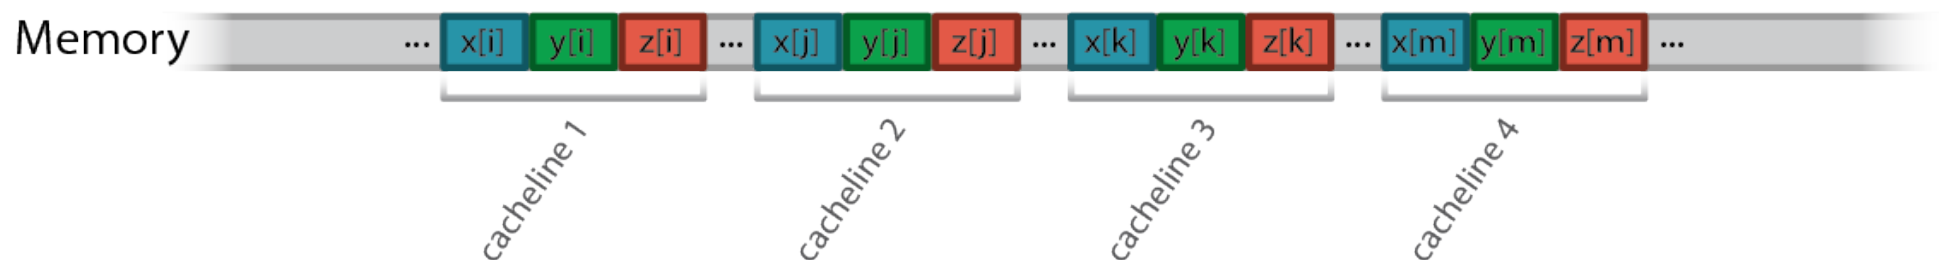 Memory ... x[i] y[i] z[i] ... x[j] y[j] z[j] ... x[k] y[k] z[k] ... x[m] y[m] z[m] ...
cacheline 1 cacheline 2 cacheline 3 cacheline 4